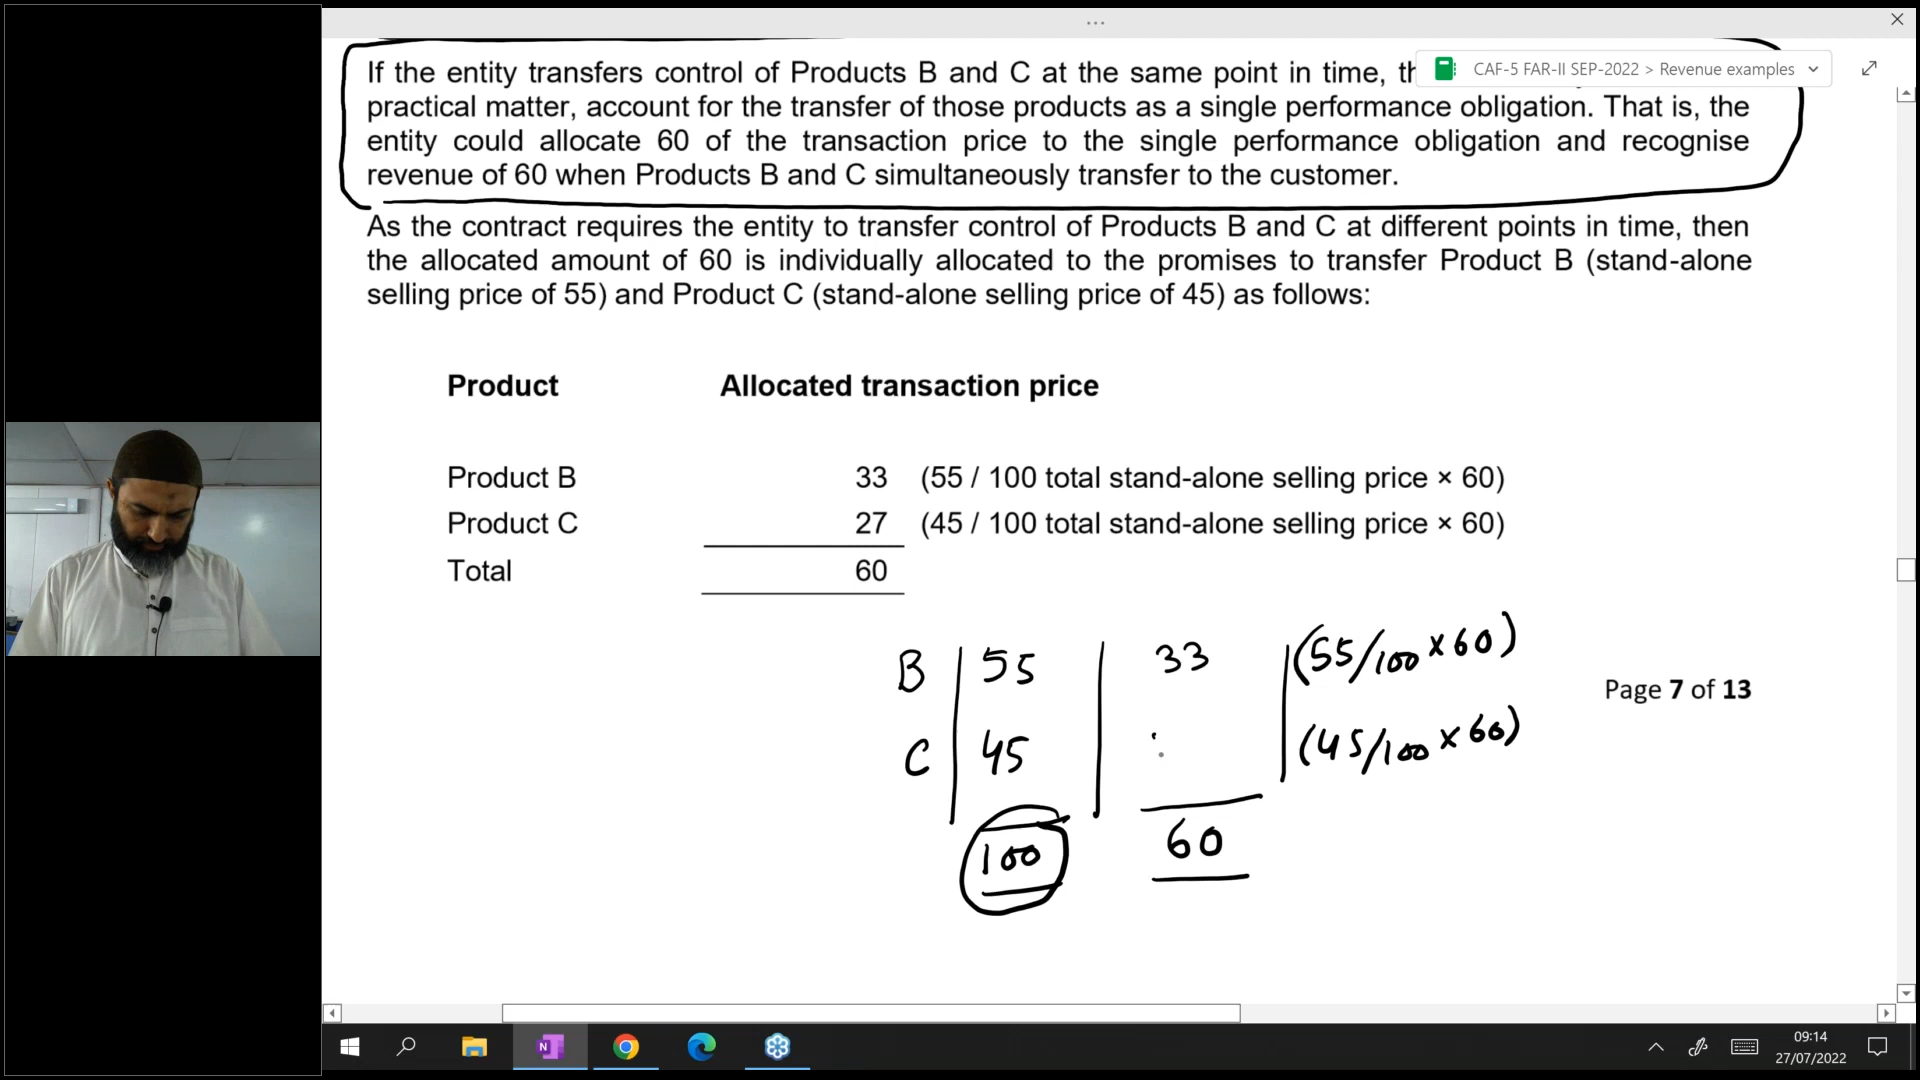 If the entity transfers control of Products B and C at the same point in time,
CAF-5 FAR-II SEP-2022 > Revenue examples
practical matter, account for the transfer of those products as a single performance obligation. That is, the
entity could allocate 60 of the transaction price to the single performance obligation and recognise
revenue of 60 when Products B and C simultaneously transfer to the customer.
As the contract requires the entity to transfer control of Products B and C at different points in time, then
the allocated amount of 60 is individually allocated to the promises to transfer Product B (stand-alone
selling price of 55) and Product C (stand-alone selling price of 45) as follows:
Product Allocated transaction price
Product B 33 (55 / 100 total stand-alone selling price × 60)
Product C 27 (45 / 100 total stand-alone selling price × 60)
Total 60
B 55 33 (55/100 × 60)
Page 7 of 13
C 45 (45/100 × 60)
100 60
09:14
27/07/2022